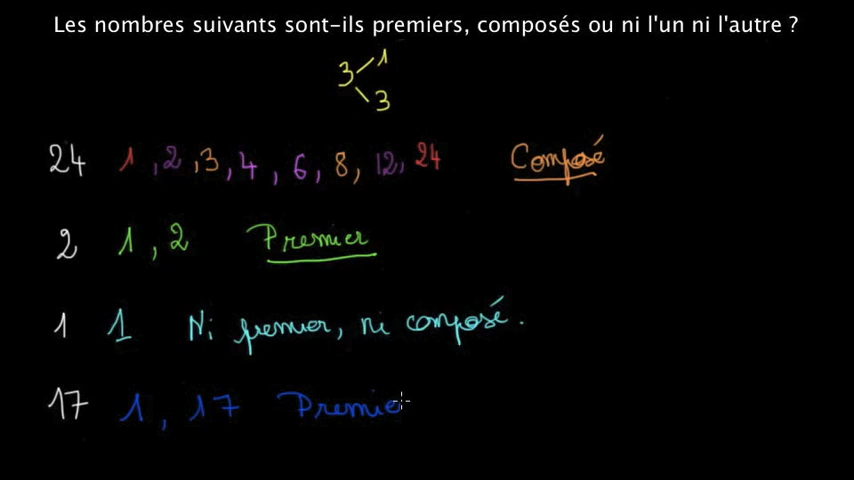 Les nombres suivants sont-ils premiers, composés ou ni l'un ni l'autre ?
3 1
3
24 1, 2, 3, 4, 6, 8, 12, 24 Composé
2 1, 2 Premier
1 1 Ni premier, ni composé.
17 1, 17 Premie